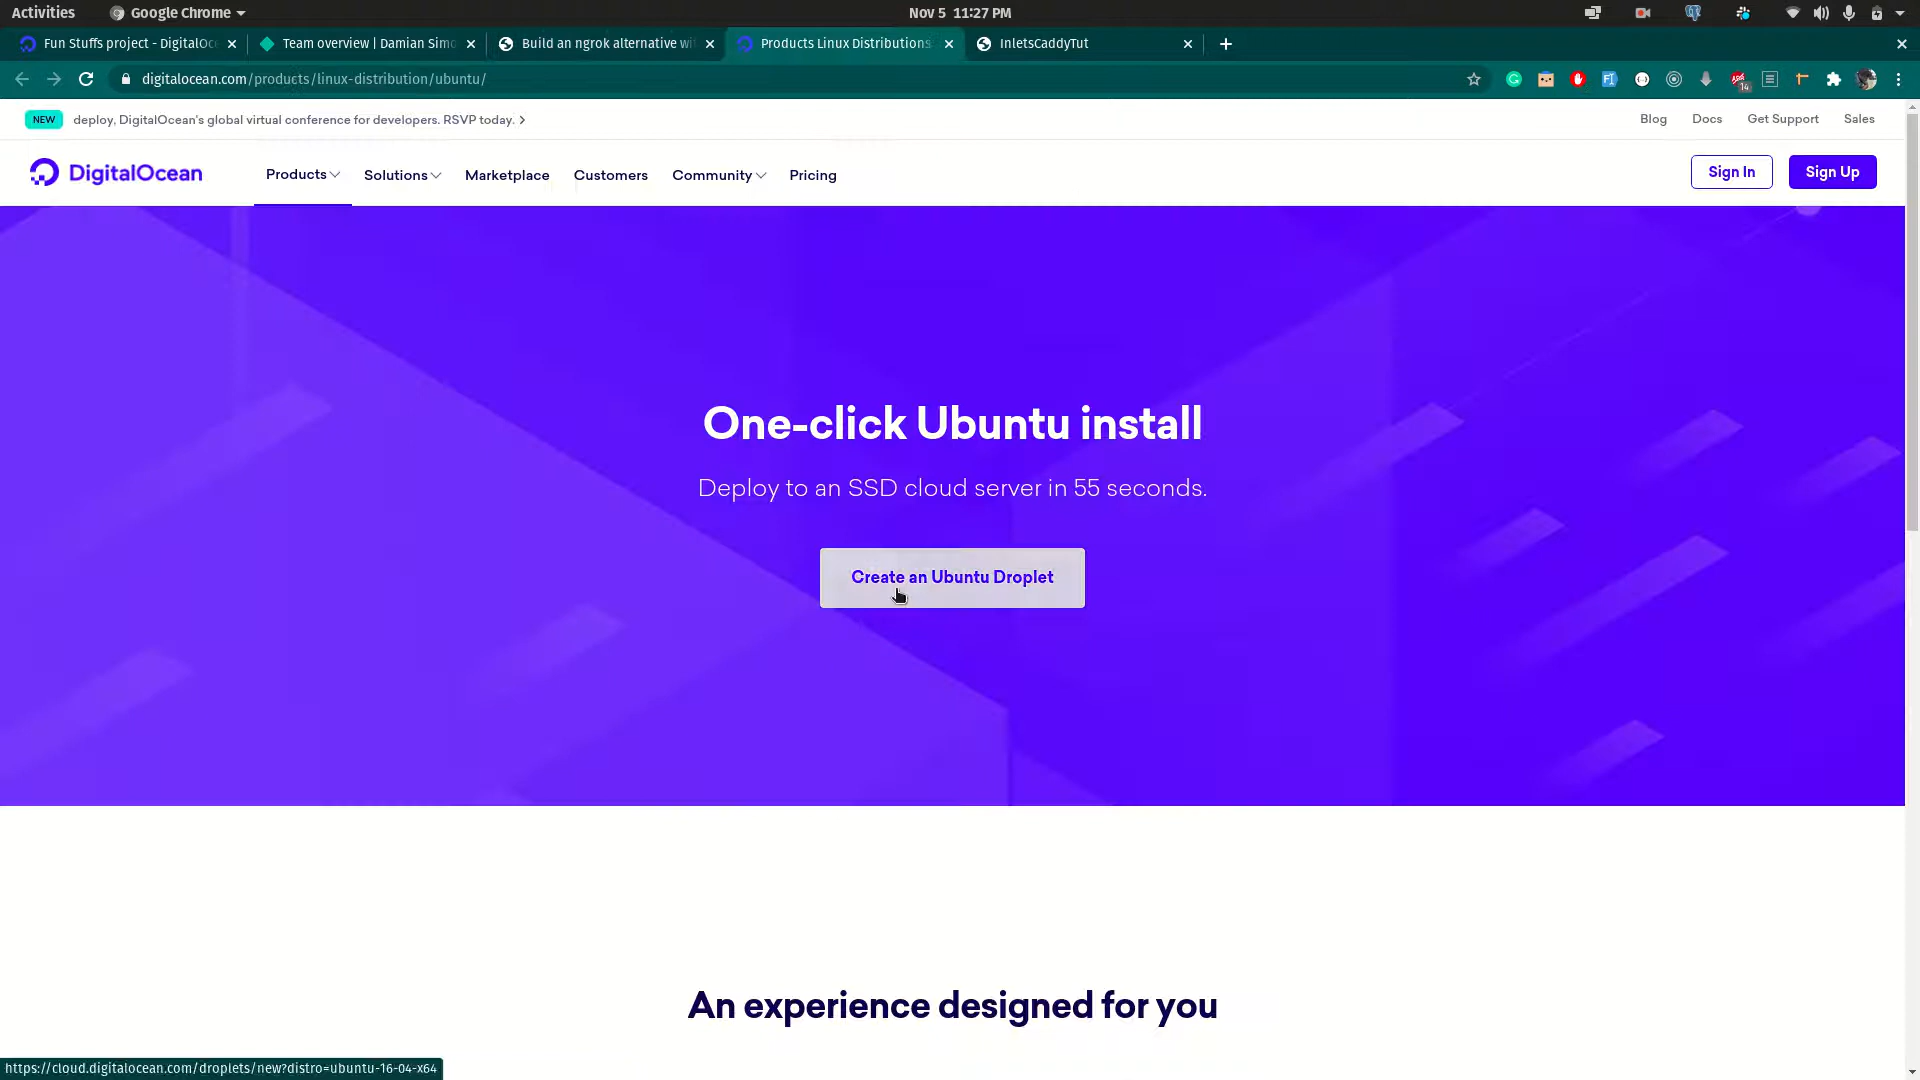 Activities
Google Chrome
Nov 5 11:27 PM
Fun Stuffs project - DigitalOc
Team overview | Damian Simo
Build an ngrok alternative wi
Products Linux Distributions
InletsCaddyTut
digitalocean.com/products/linux-distribution/ubuntu/
14
NEW
deploy, DigitalOcean's global virtual conference for developers. RSVP today.
Blog
Docs
Get Support
Sales
DigitalOcean
Products
Solutions
Marketplace
Customers
Community
Pricing
Sign In
Sign Up
One-click Ubuntu install
Deploy to an SSD cloud server in 55 seconds.
Create an Ubuntu Droplet
An experience designed for you
https://cloud.digitalocean.com/droplets/new?distro=ubuntu-16-04-x64